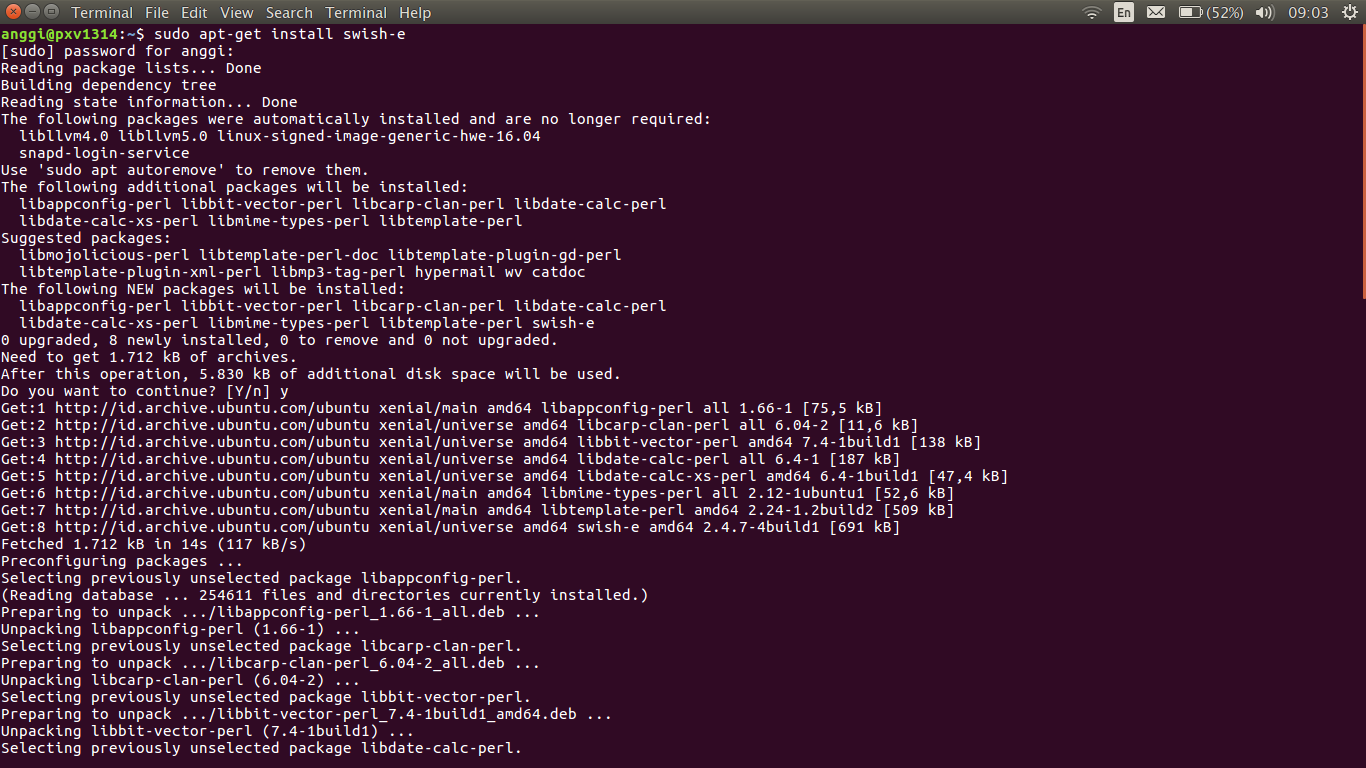 Terminal File Edit View Search Terminal Help En (52%) 09:03
anggi@pxv1314:~$ sudo apt-get install swish-e
[sudo] password for anggi:
Reading package lists... Done
Building dependency tree
Reading state information... Done
The following packages were automatically installed and are no longer required:
  libllvm4.0 libllvm5.0 linux-signed-image-generic-hwe-16.04
  snapd-login-service
Use 'sudo apt autoremove' to remove them.
The following additional packages will be installed:
  libappconfig-perl libbit-vector-perl libcarp-clan-perl libdate-calc-perl
  libdate-calc-xs-perl libmime-types-perl libtemplate-perl
Suggested packages:
  libmojolicious-perl libtemplate-perl-doc libtemplate-plugin-gd-perl
  libtemplate-plugin-xml-perl libmp3-tag-perl hypermail wv catdoc
The following NEW packages will be installed:
  libappconfig-perl libbit-vector-perl libcarp-clan-perl libdate-calc-perl
  libdate-calc-xs-perl libmime-types-perl libtemplate-perl swish-e
0 upgraded, 8 newly installed, 0 to remove and 0 not upgraded.
Need to get 1.712 kB of archives.
After this operation, 5.830 kB of additional disk space will be used.
Do you want to continue? [Y/n] y
Get:1 http://id.archive.ubuntu.com/ubuntu xenial/main amd64 libappconfig-perl all 1.66-1 [75,5 kB]
Get:2 http://id.archive.ubuntu.com/ubuntu xenial/universe amd64 libcarp-clan-perl all 6.04-2 [11,6 kB]
Get:3 http://id.archive.ubuntu.com/ubuntu xenial/universe amd64 libbit-vector-perl amd64 7.4-1build1 [138 kB]
Get:4 http://id.archive.ubuntu.com/ubuntu xenial/universe amd64 libdate-calc-perl all 6.4-1 [187 kB]
Get:5 http://id.archive.ubuntu.com/ubuntu xenial/universe amd64 libdate-calc-xs-perl amd64 6.4-1build1 [47,4 kB]
Get:6 http://id.archive.ubuntu.com/ubuntu xenial/main amd64 libmime-types-perl all 2.12-1ubuntu1 [52,6 kB]
Get:7 http://id.archive.ubuntu.com/ubuntu xenial/main amd64 libtemplate-perl amd64 2.24-1.2build2 [509 kB]
Get:8 http://id.archive.ubuntu.com/ubuntu xenial/universe amd64 swish-e amd64 2.4.7-4build1 [691 kB]
Fetched 1.712 kB in 14s (117 kB/s)
Preconfiguring packages ...
Selecting previously unselected package libappconfig-perl.
(Reading database ... 254611 files and directories currently installed.)
Preparing to unpack .../libappconfig-perl_1.66-1_all.deb ...
Unpacking libappconfig-perl (1.66-1) ...
Selecting previously unselected package libcarp-clan-perl.
Preparing to unpack .../libcarp-clan-perl_6.04-2_all.deb ...
Unpacking libcarp-clan-perl (6.04-2) ...
Selecting previously unselected package libbit-vector-perl.
Preparing to unpack .../libbit-vector-perl_7.4-1build1_amd64.deb ...
Unpacking libbit-vector-perl (7.4-1build1) ...
Selecting previously unselected package libdate-calc-perl.